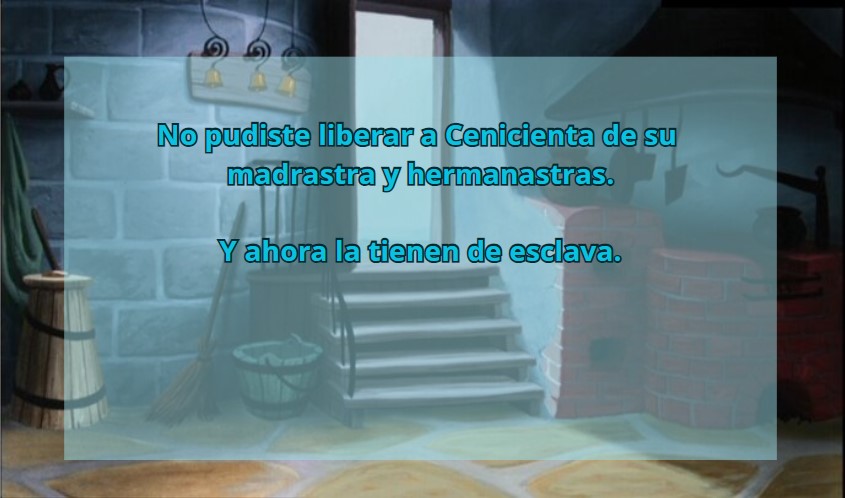 No pudiste liberar a Cenicienta de su
madrastra y hermanastras.
Y ahora la tienen de esclava.